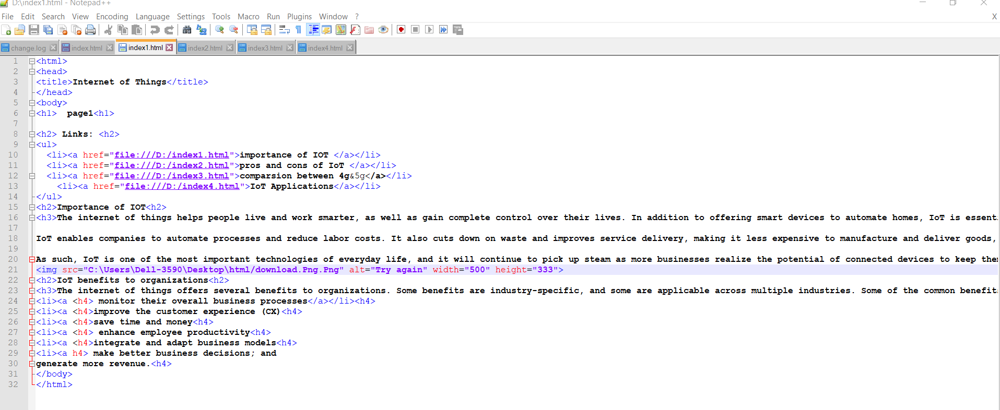 D:\index1.html - Notepad++
File Edit Search View Encoding Language Settings Tools Macro Run Plugins Window ? X
change.log index.html index1.html index2.html index3.html index4.html
1 <html>
2 <head>
3 <title>Internet of Things</title>
4 </head>
5 <body>
6 <h1>  page1<h1>
7
8 <h2> Links: <h2>
9 <ul>
10 <li><a href="file:///D:/index1.html">importance of IOT </a></li>
11 <li><a href="file:///D:/index2.html">pros and cons of IoT </a></li>
12 <li><a href="file:///D:/index3.html">comparsion between 4g&5g</a></li>
13 <li><a href="file:///D:/index4.html">IoT Applications</a></li>
14 </ul>
15 <h2>Importance of IOT<h2>
16 <h3>The internet of things helps people live and work smarter, as well as gain complete control over their lives. In addition to offering smart devices to automate homes, IoT is essent
17
18 IoT enables companies to automate processes and reduce labor costs. It also cuts down on waste and improves service delivery, making it less expensive to manufacture and deliver goods,
19
20 As such, IoT is one of the most important technologies of everyday life, and it will continue to pick up steam as more businesses realize the potential of connected devices to keep the
21 <img src="C:\Users\Dell-3590\Desktop\html/download.Png.Png" alt="Try again" width="500" height="333">
22 <h2>IoT benefits to organizations<h2>
23 <h3>The internet of things offers several benefits to organizations. Some benefits are industry-specific, and some are applicable across multiple industries. Some of the common benefit
24 <li><a <h4> monitor their overall business processes</a></li><h4>
25 <li><a <h4>improve the customer experience (CX)<h4>
26 <li><a <h4>save time and money<h4>
27 <li><a <h4> enhance employee productivity<h4>
28 <li><a <h4>integrate and adapt business models<h4>
29 <li><a h4> make better business decisions; and
30 generate more revenue.<h4>
31 </body>
32 </html>